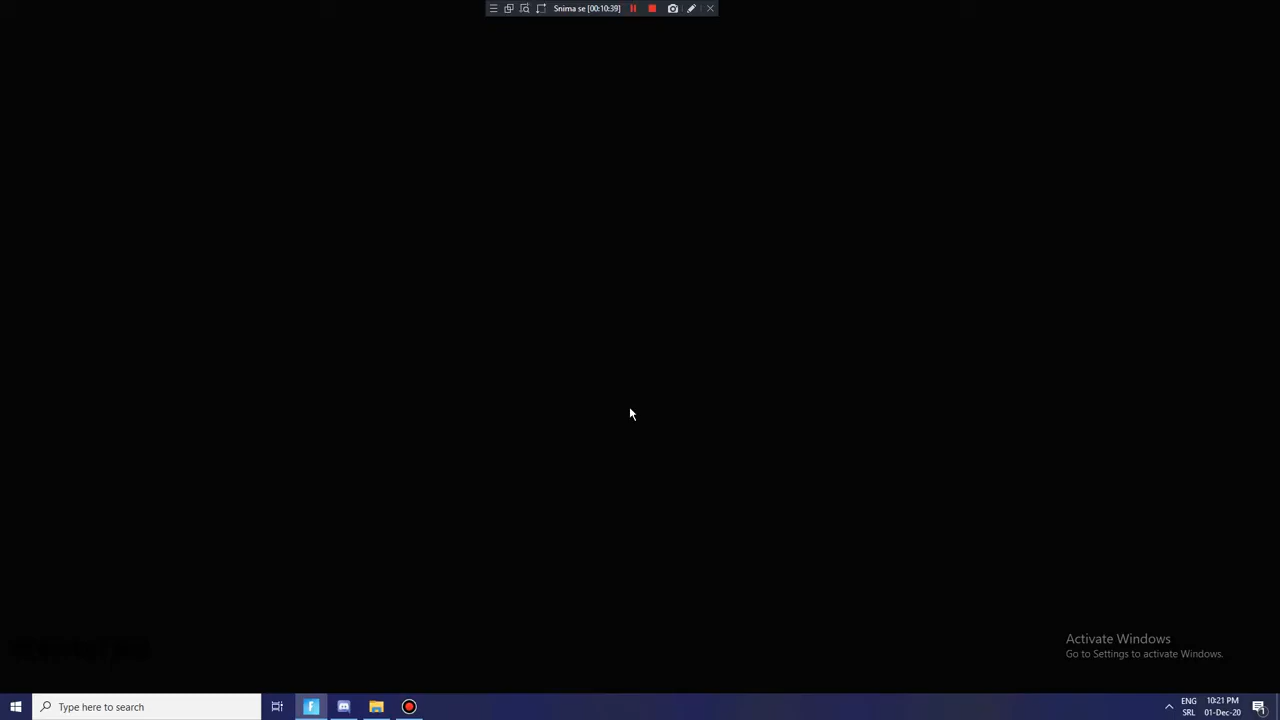 Snima se [00:10:39]
Activate Windows
Go to Settings to activate Windows.
Type here to search
F
ENG
SRL
10:21 PM
01-Dec-20
1